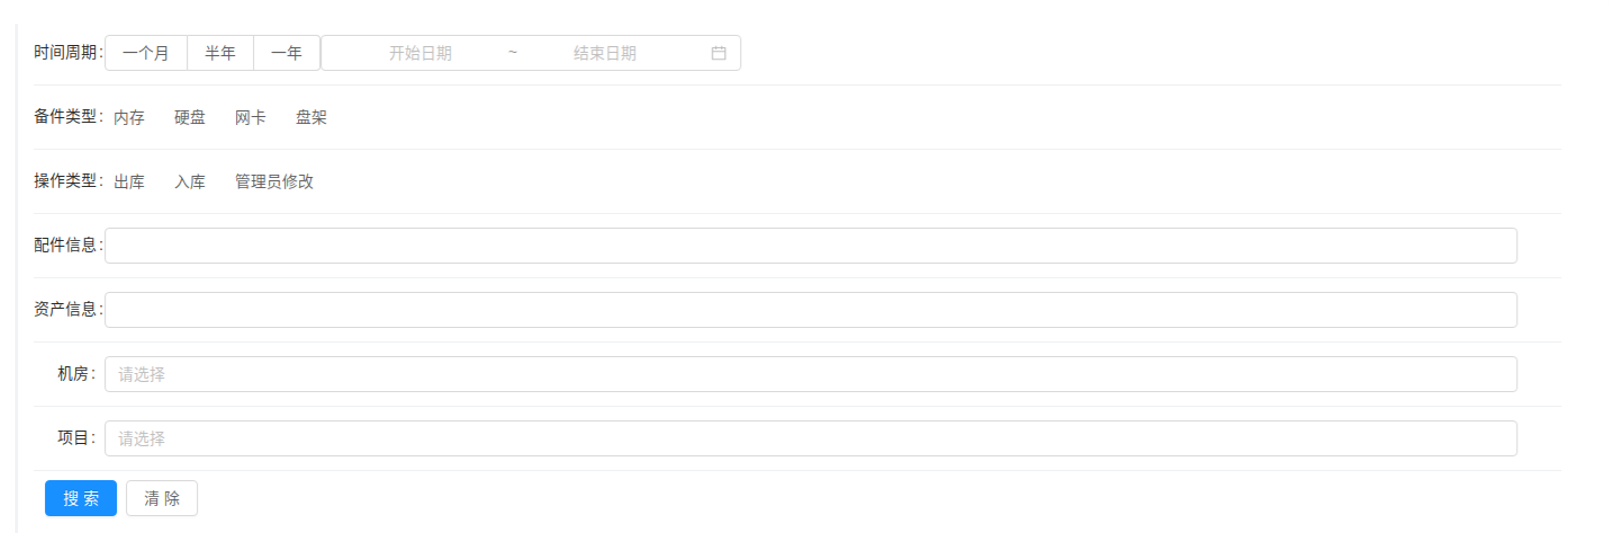 时间周期: 一个月 半年 一年 开始日期 ~ 结束日期
备件类型: 内存 硬盘 网卡 盘架
操作类型: 出库 入库 管理员修改
配件信息:
资产信息:
机房: 请选择
项目: 请选择
搜 索 清 除